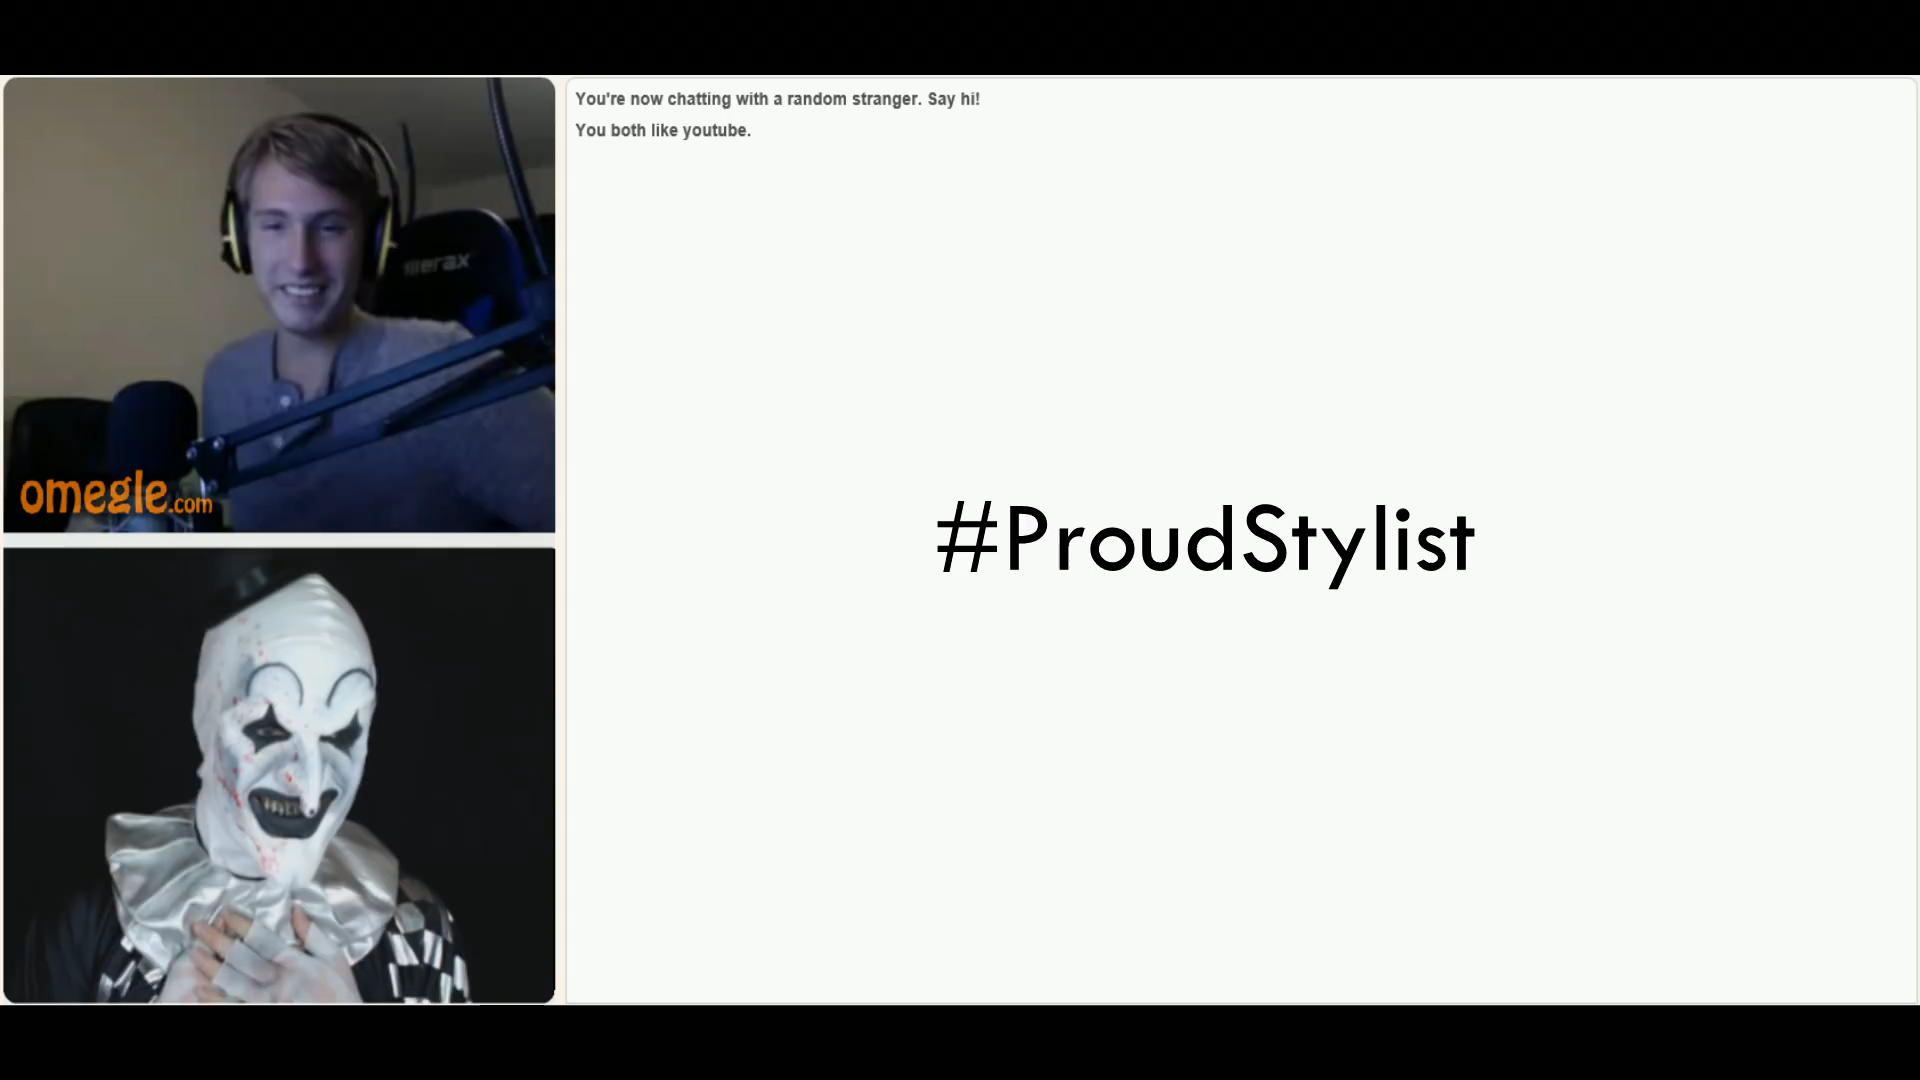 You're now chatting with a random stranger. Say hi!
You both like youtube.
omegle.com
#ProudStylist